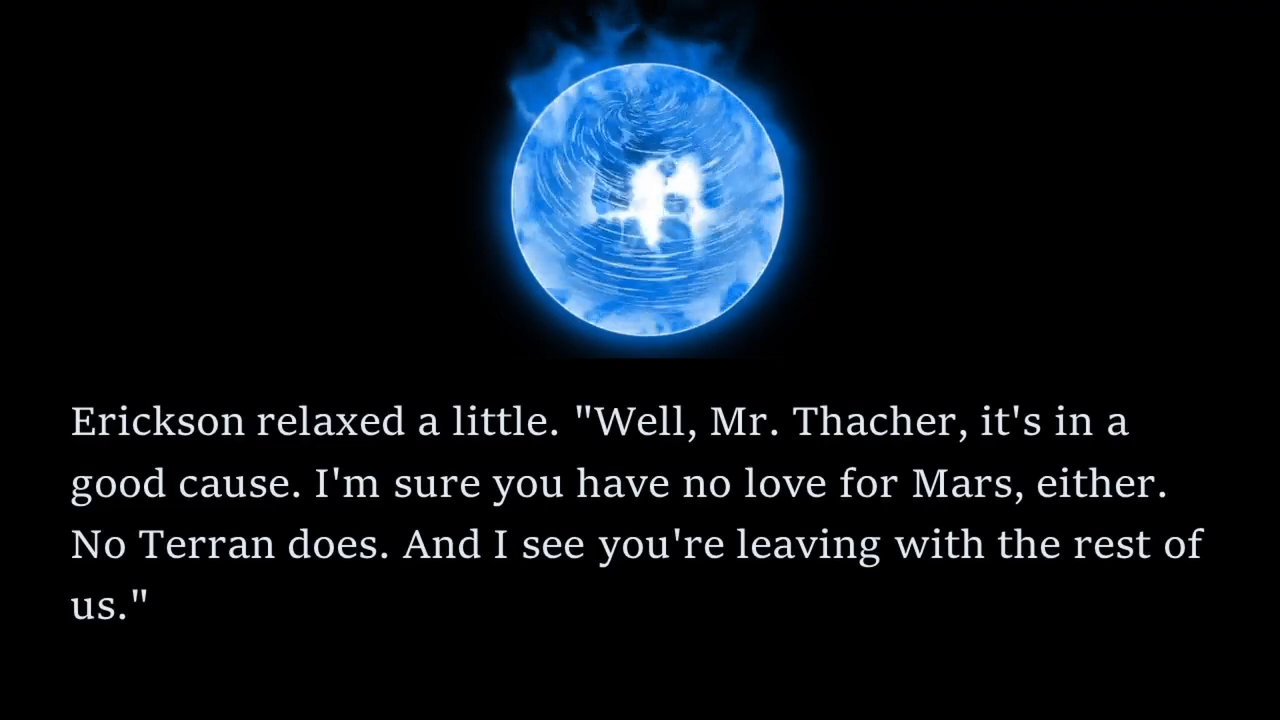 Erickson relaxed a little. "Well, Mr. Thacher, it's in a
good cause. I'm sure you have no love for Mars, either.
No Terran does. And I see you're leaving with the rest of
us."